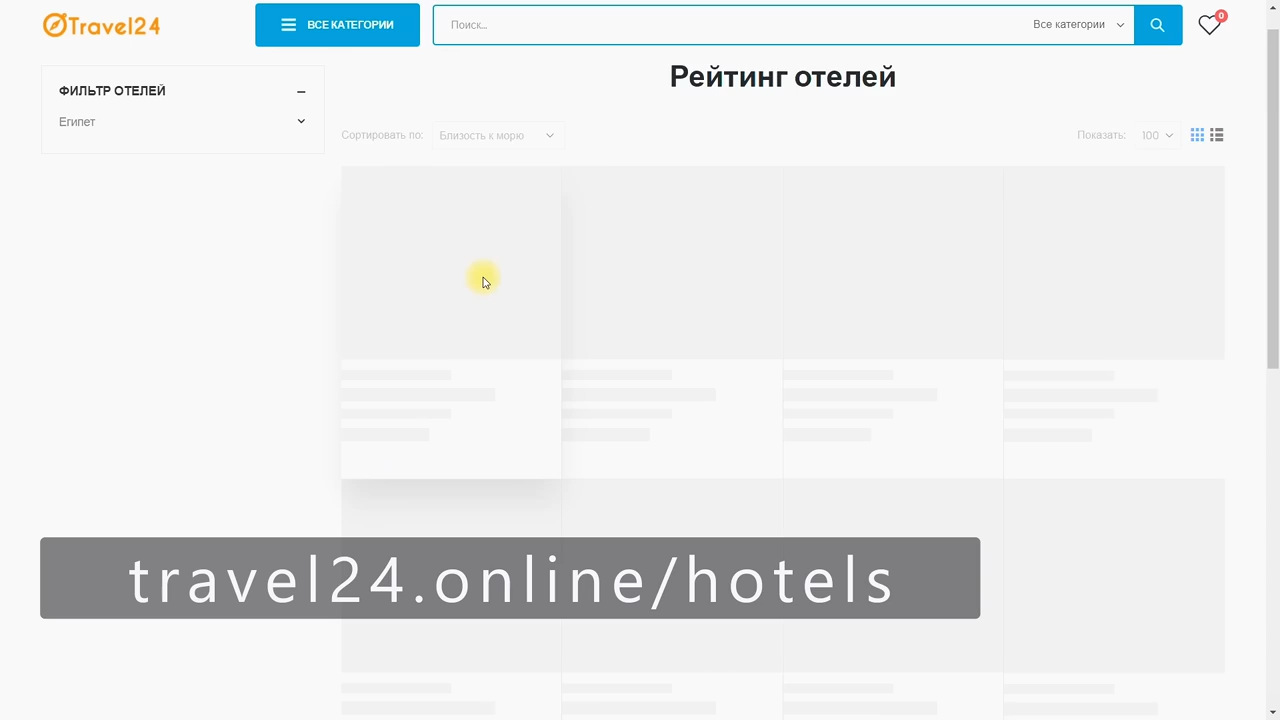 Travel24
ВСЕ КАТЕГОРИИ
Поиск...
Все категории
0
ФИЛЬТР ОТЕЛЕЙ
Египет
Рейтинг отелей
Сортировать по: Близость к морю
Показать: 100
travel24.online/hotels